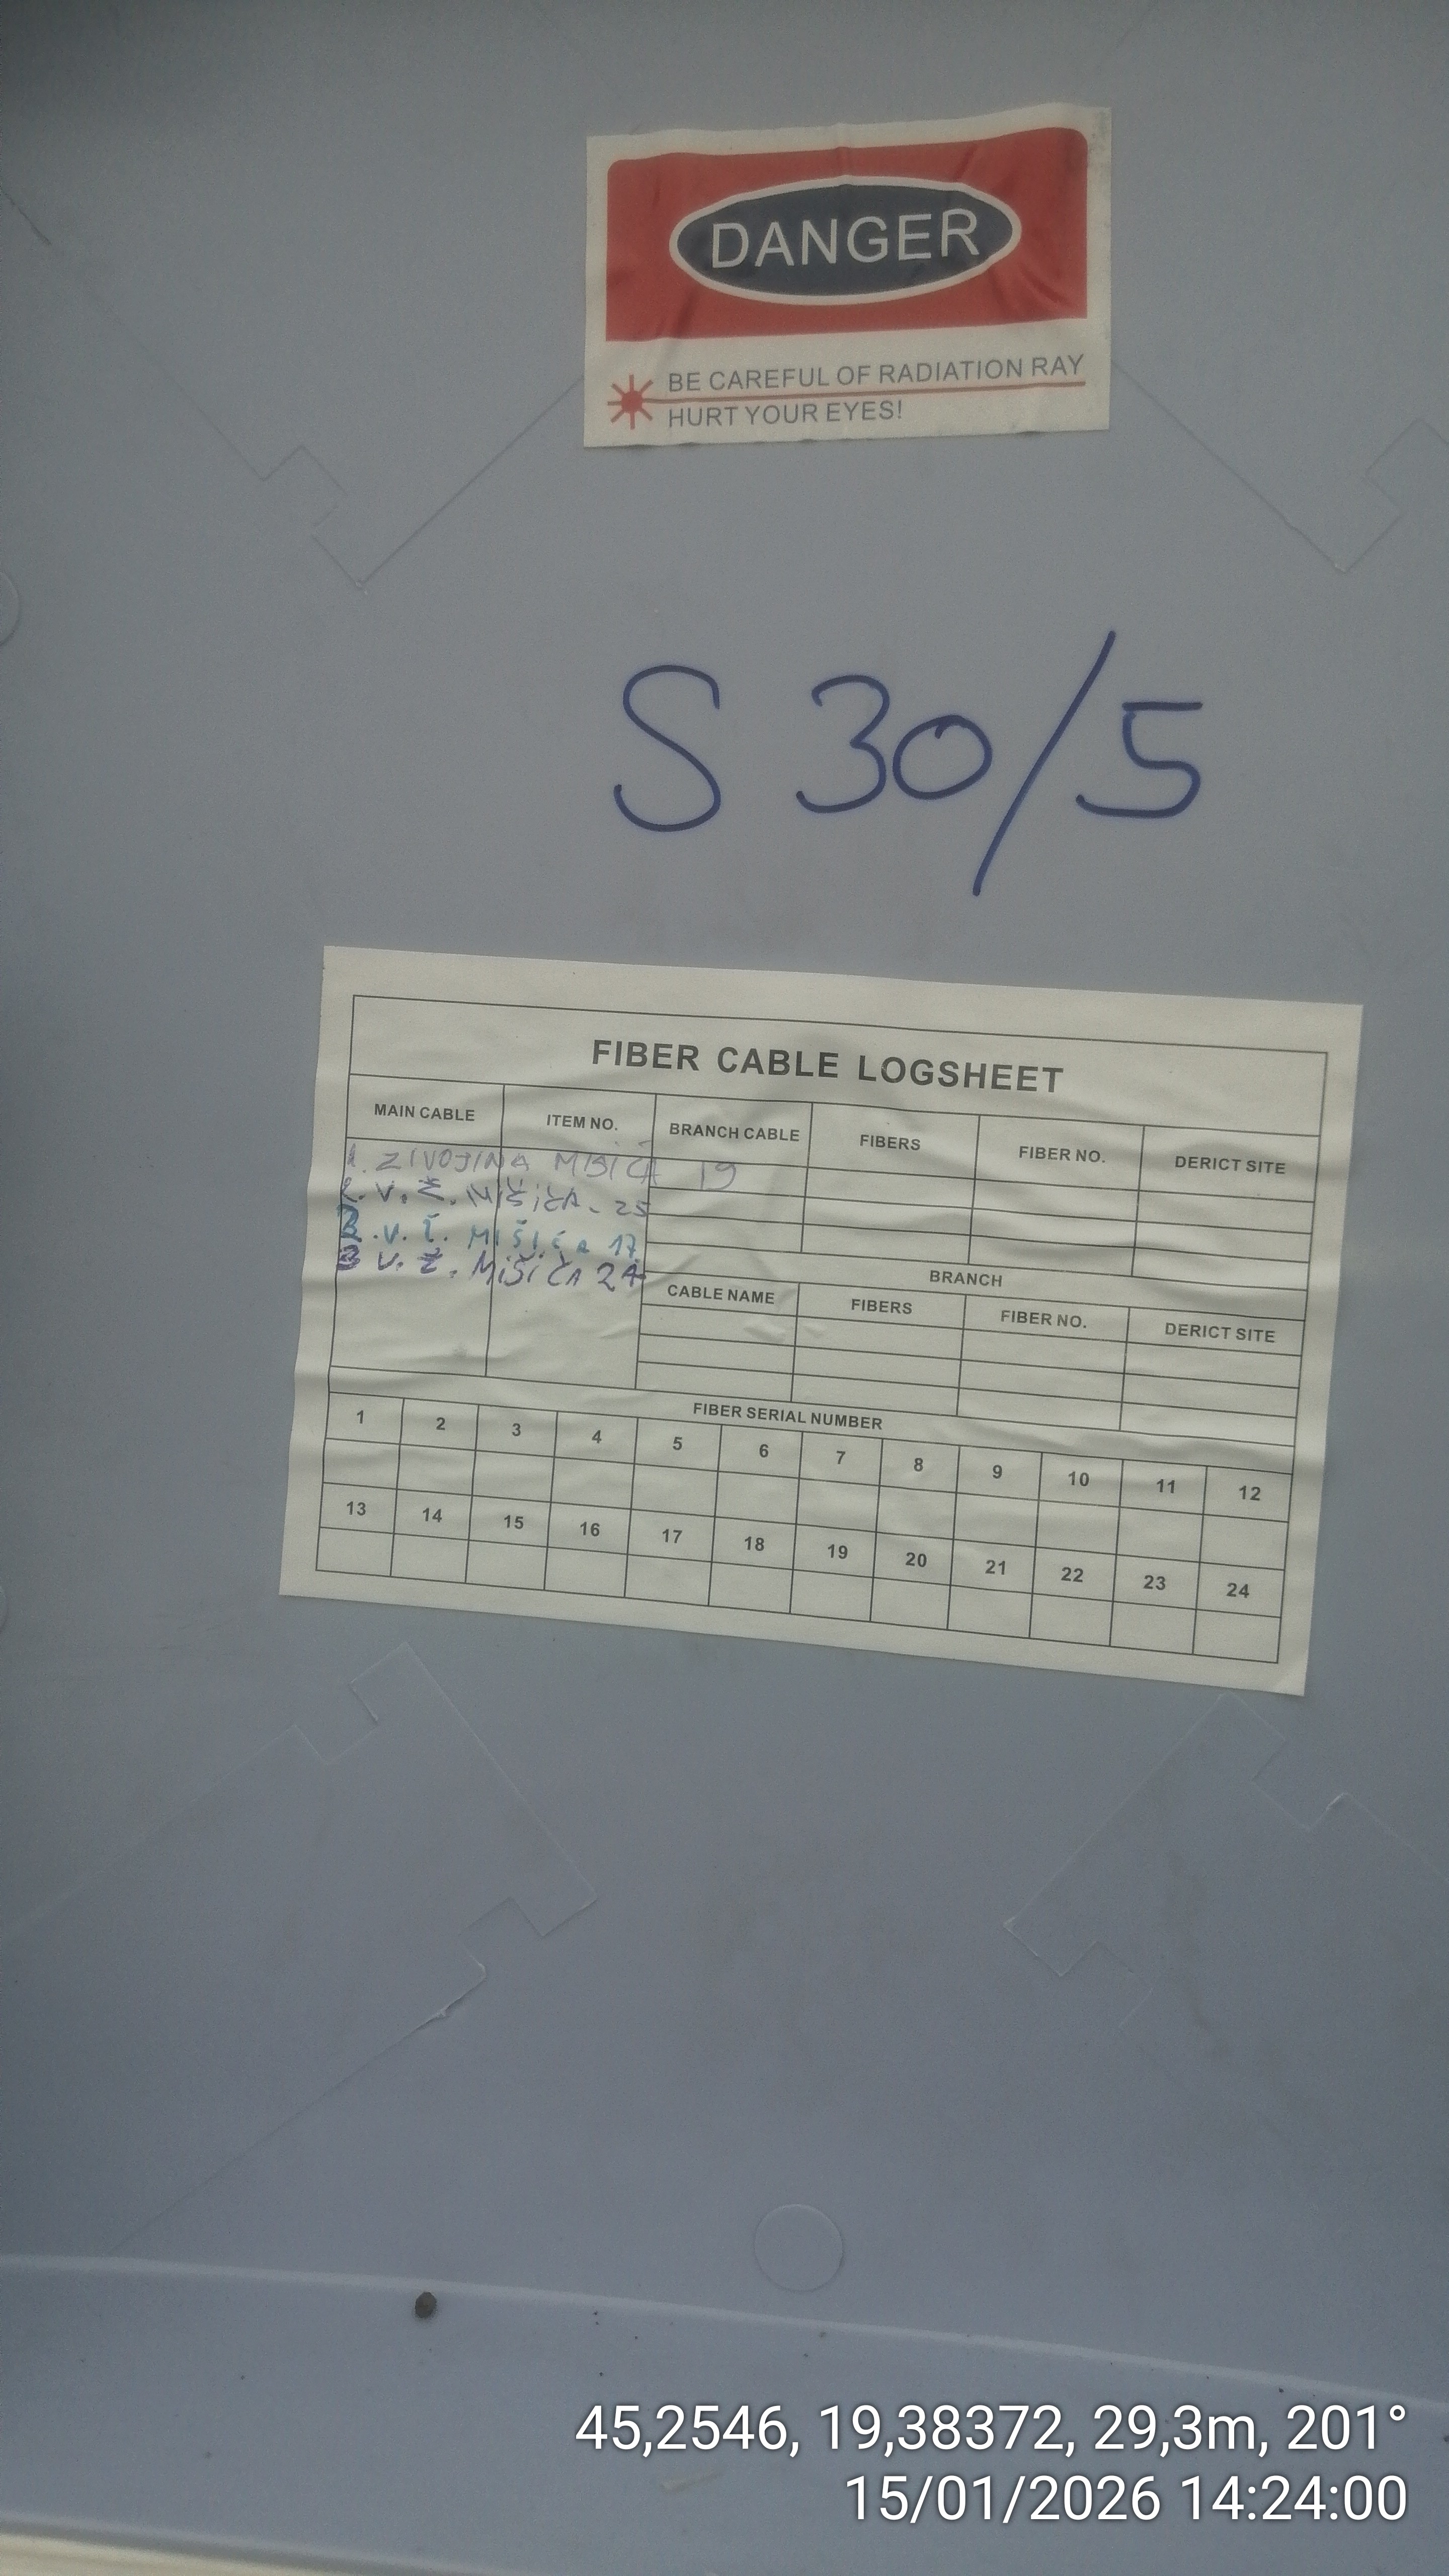 DANGER
BE CAREFUL OF RADIATION RAY
HURT YOUR EYES!
S 30/5
FIBER CABLE LOGSHEET
MAIN CABLE ITEM NO. BRANCH CABLE FIBERS FIBER NO. DERICT SITE
1. ŽIVOJINA MIŠIĆA 19
V. Ž. MiŠiĆA - 25
2. V. Ž. MIŠIĆA 17
3 V. Ž. MiŠiĆA 24
BRANCH
CABLE NAME FIBERS FIBER NO. DERICT SITE
FIBER SERIAL NUMBER
1 2 3 4 5 6 7 8 9 10 11 12
13 14 15 16 17 18 19 20 21 22 23 24
45,2546, 19,38372, 29,3m, 201°
15/01/2026 14:24:00